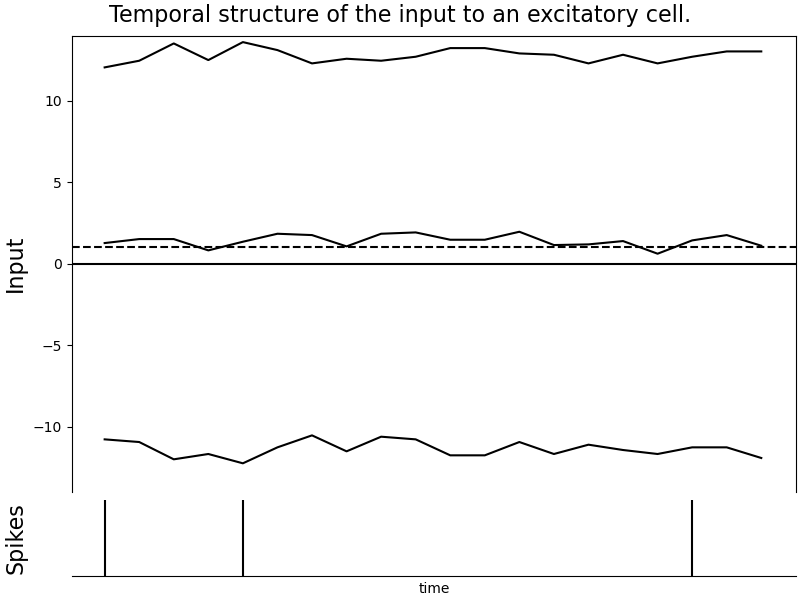 Temporal structure of the input to an excitatory cell.
10
5
0
−5
−10
Input
Spikes
time